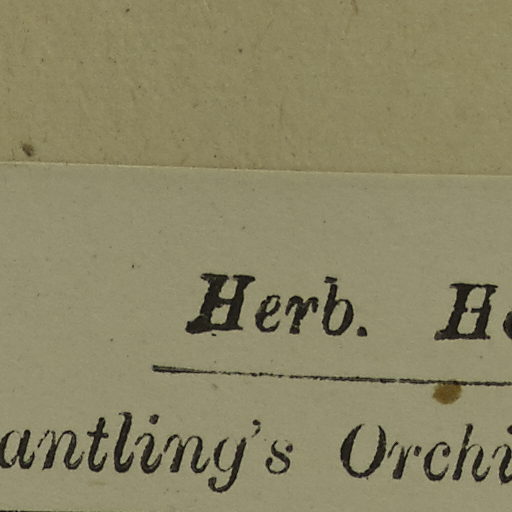 Herb. H
antling's Orchi